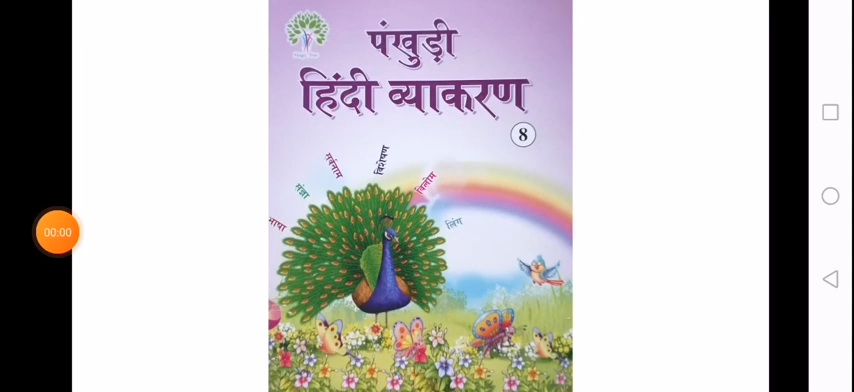 पंखुड़ी
हिंदी व्याकरण
8
भाषा
संज्ञा
सर्वनाम
विशेषण
विलोम
लिंग
00:00